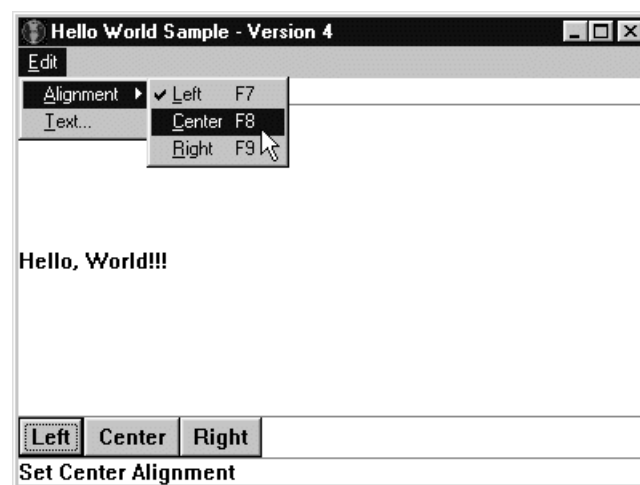 Hello World Sample - Version 4
Edit
Alignment
Text...
Left F7
Center F8
Right F9
Hello, World!!!
Left Center Right
Set Center Alignment